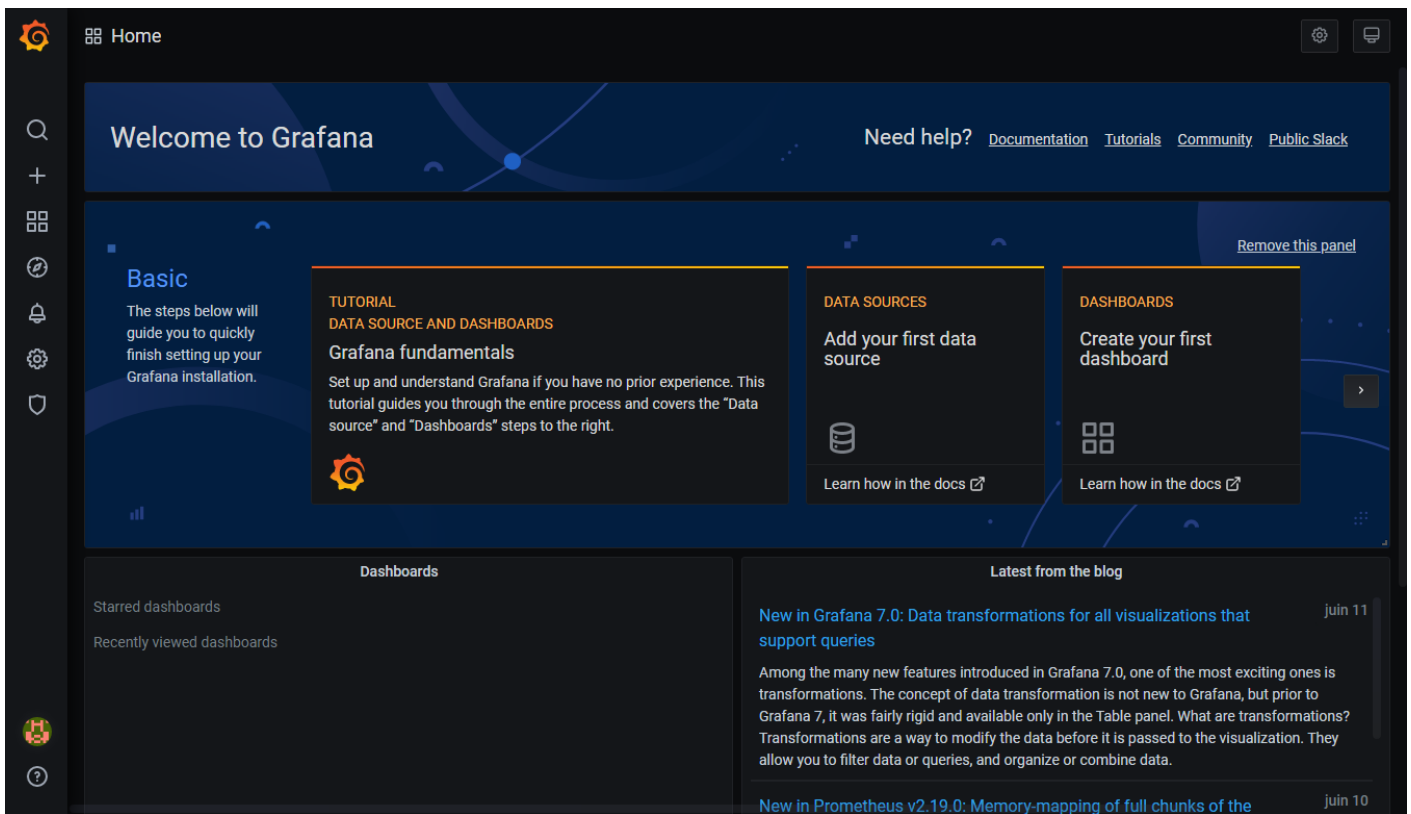 Home
Welcome to Grafana
Need help? Documentation Tutorials Community Public Slack
Remove this panel
Basic
The steps below will
guide you to quickly
finish setting up your
Grafana installation.
TUTORIAL
DATA SOURCE AND DASHBOARDS
Grafana fundamentals
Set up and understand Grafana if you have no prior experience. This
tutorial guides you through the entire process and covers the “Data
source” and “Dashboards” steps to the right.
DATA SOURCES
Add your first data
source
Learn how in the docs
DASHBOARDS
Create your first
dashboard
Learn how in the docs
Dashboards
Starred dashboards
Recently viewed dashboards
Latest from the blog
New in Grafana 7.0: Data transformations for all visualizations that
support queries
juin 11
Among the many new features introduced in Grafana 7.0, one of the most exciting ones is
transformations. The concept of data transformation is not new to Grafana, but prior to
Grafana 7, it was fairly rigid and available only in the Table panel. What are transformations?
Transformations are a way to modify the data before it is passed to the visualization. They
allow you to filter data or queries, and organize or combine data.
New in Prometheus v2.19.0: Memory-mapping of full chunks of the
juin 10